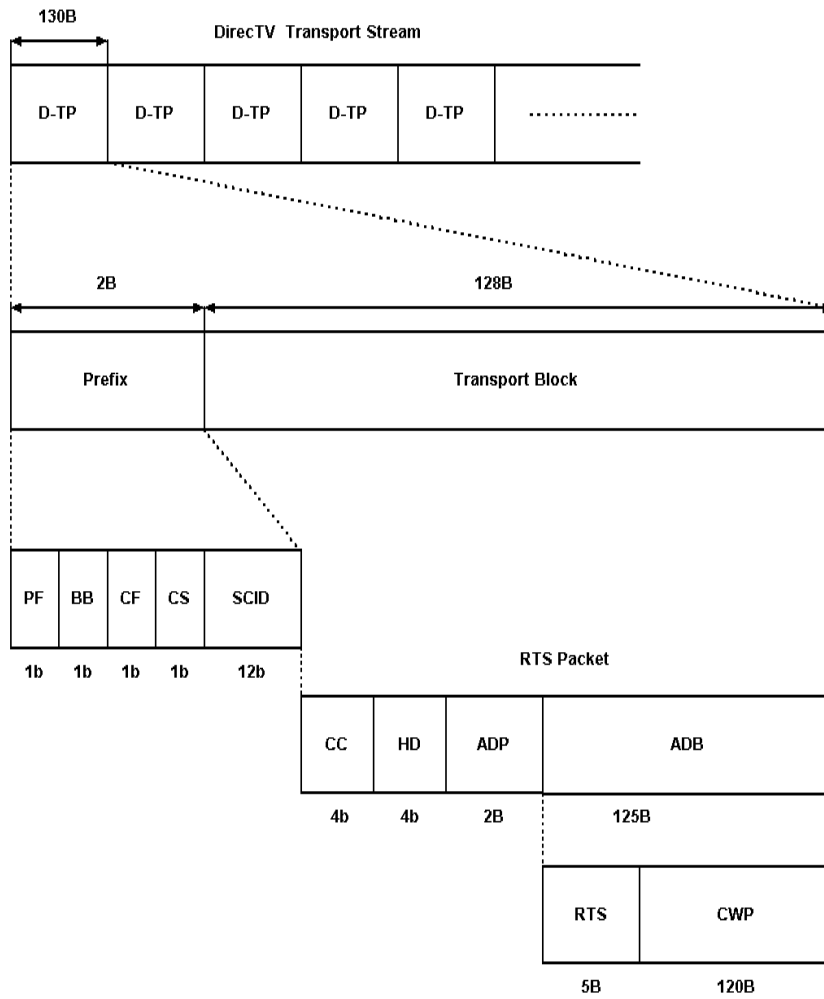 130B
DirecTV Transport Stream
D-TP D-TP D-TP D-TP D-TP
2B 128B
Prefix Transport Block
PF BB CF CS SCID
1b 1b 1b 1b 12b
RTS Packet
CC HD ADP ADB
4b 4b 2B 125B
RTS CWP
5B 120B